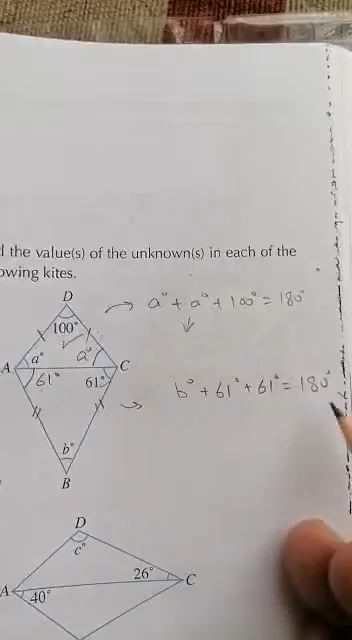 the value(s) of the unknown(s) in each of the
owing kites.
D
100°
a° + a° + 100° = 180°
A a° a° C
61° 61°
b° + 61° + 61° = 180°
b°
B
D
c°
26° C
A 40°